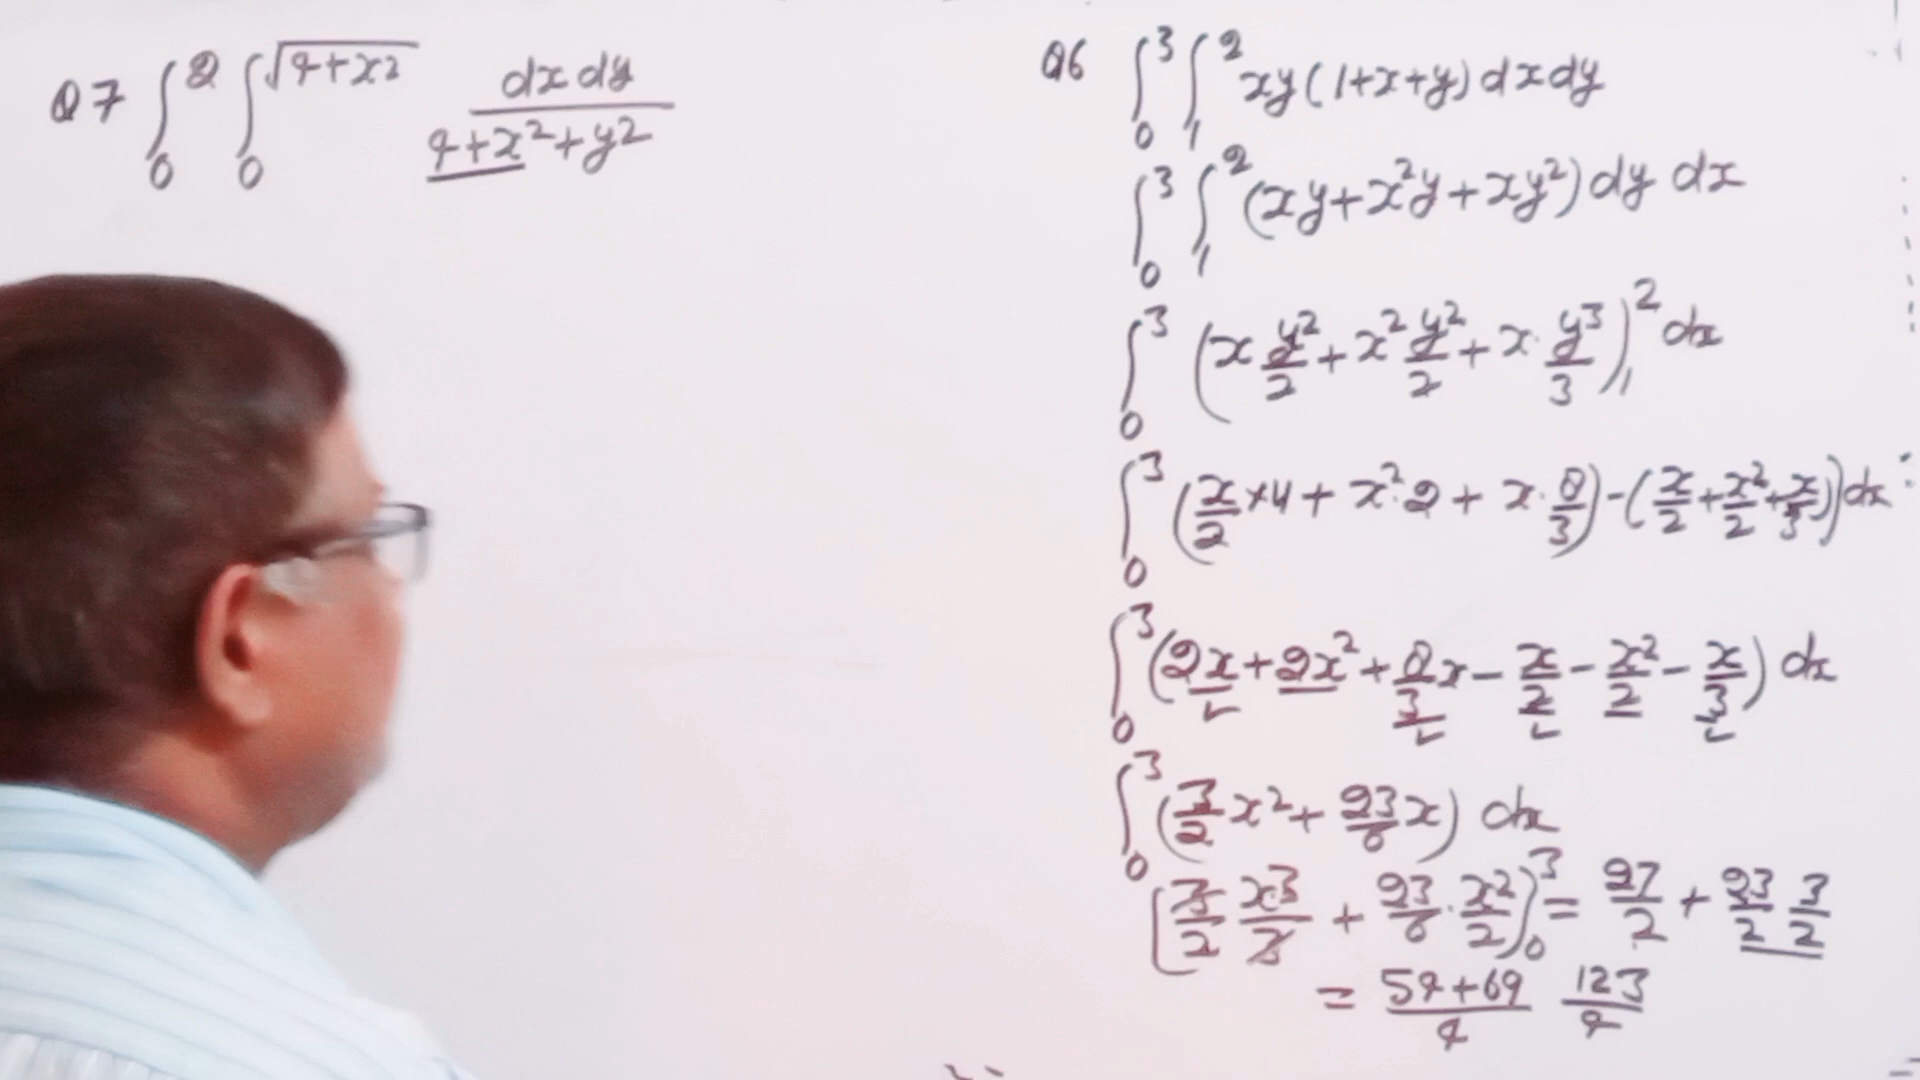 Q7 ∫₀² ∫₀^√(4+x²) dx dy / (4+x²+y²)
Q6 ∫₀³ ∫₁² xy(1+x+y) dx dy
∫₀³ ∫₁² (xy+x²y+xy²) dy dx
∫₀³ (x y²/2 + x² y²/2 + x· y³/3)₁² dx
∫₀³ (x/2 ×4 + x²·2 + x· 8/3) - (x/2 + x²/2 + x/3)) dx
∫₀³ (2x + 2x² + 8/3 x - x/2 - x²/2 - x/3) dx
∫₀³ (3/2 x² + 23/6 x) dx
[3/2 x³/3 + 23/6 · x²/2)₀³ = 27/2 + 23/2 3/2
= 54+69/4 123/4